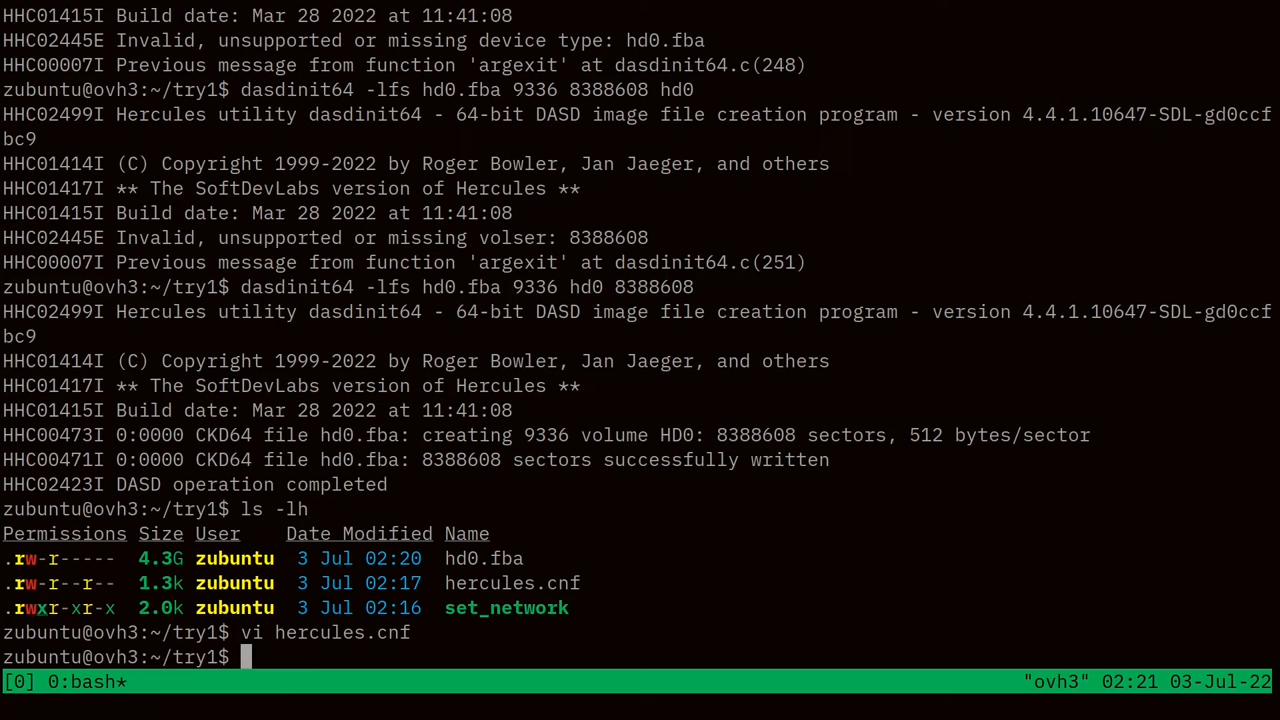 HHC01415I Build date: Mar 28 2022 at 11:41:08
HHC02445E Invalid, unsupported or missing device type: hd0.fba
HHC00007I Previous message from function 'argexit' at dasdinit64.c(248)
zubuntu@ovh3:~/try1$ dasdinit64 -lfs hd0.fba 9336 8388608 hd0
HHC02499I Hercules utility dasdinit64 - 64-bit DASD image file creation program - version 4.4.1.10647-SDL-gd0ccf
bc9
HHC01414I (C) Copyright 1999-2022 by Roger Bowler, Jan Jaeger, and others
HHC01417I ** The SoftDevLabs version of Hercules **
HHC01415I Build date: Mar 28 2022 at 11:41:08
HHC02445E Invalid, unsupported or missing volser: 8388608
HHC00007I Previous message from function 'argexit' at dasdinit64.c(251)
zubuntu@ovh3:~/try1$ dasdinit64 -lfs hd0.fba 9336 hd0 8388608
HHC02499I Hercules utility dasdinit64 - 64-bit DASD image file creation program - version 4.4.1.10647-SDL-gd0ccf
bc9
HHC01414I (C) Copyright 1999-2022 by Roger Bowler, Jan Jaeger, and others
HHC01417I ** The SoftDevLabs version of Hercules **
HHC01415I Build date: Mar 28 2022 at 11:41:08
HHC00473I 0:0000 CKD64 file hd0.fba: creating 9336 volume HD0: 8388608 sectors, 512 bytes/sector
HHC00471I 0:0000 CKD64 file hd0.fba: 8388608 sectors successfully written
HHC02423I DASD operation completed
zubuntu@ovh3:~/try1$ ls -lh
Permissions Size User    Date Modified Name
.rw-r----- 4.3G zubuntu  3 Jul 02:20  hd0.fba
.rw-r--r-- 1.3k zubuntu  3 Jul 02:17  hercules.cnf
.rwxr-xr-x 2.0k zubuntu  3 Jul 02:16  set_network
zubuntu@ovh3:~/try1$ vi hercules.cnf
zubuntu@ovh3:~/try1$
[0] 0:bash* "ovh3" 02:21 03-Jul-22